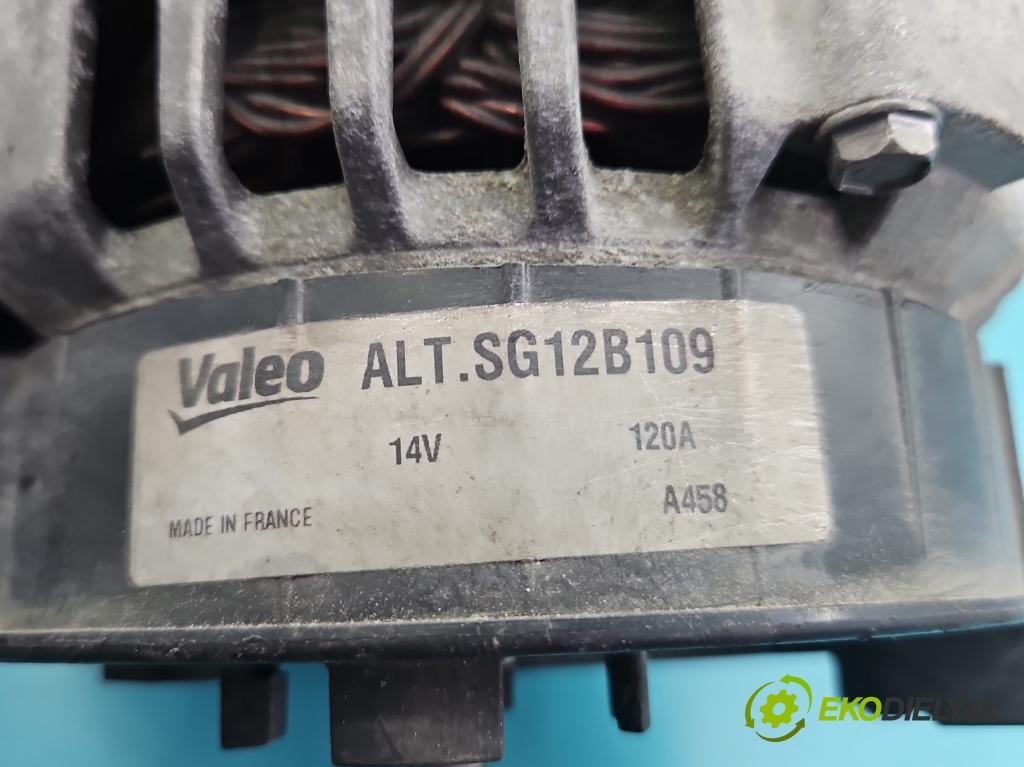 Valeo ALT.SG12B109
14V 120A
A458
MADE IN FRANCE
EKODIELY